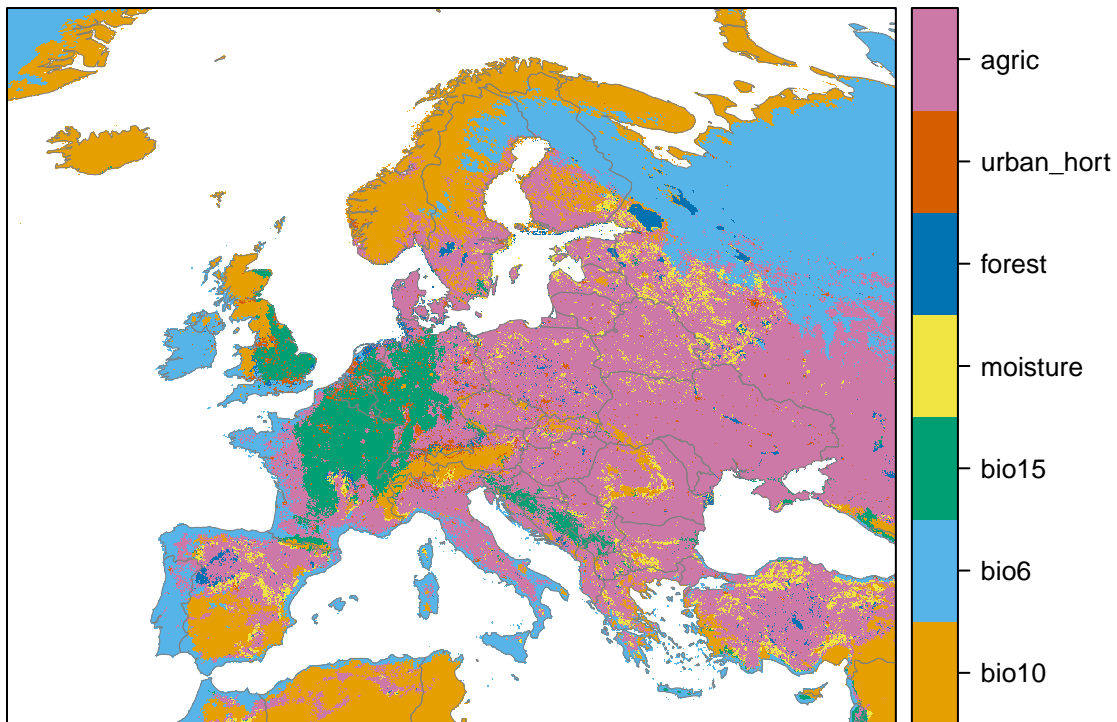 agric
urban_hort
forest
moisture
bio15
bio6
bio10